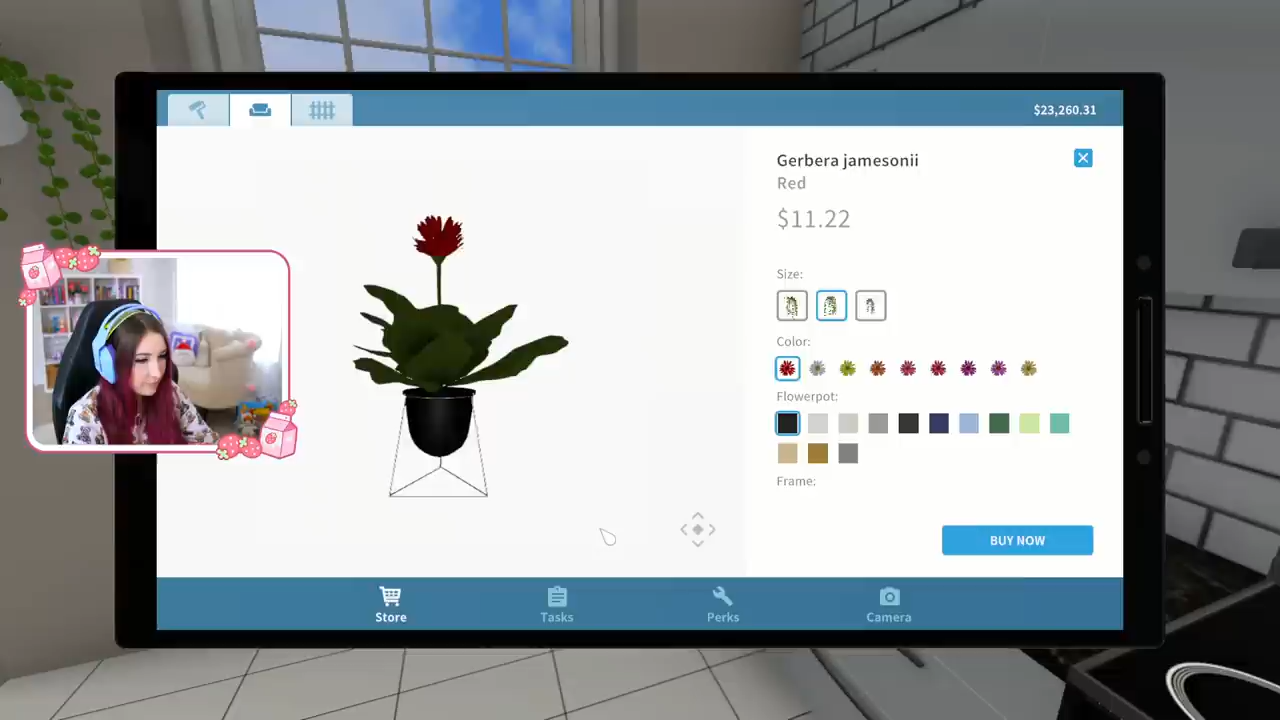 $23,260.31
Gerbera jamesonii
Red
$11.22
Size:
Color:
Flowerpot:
Frame:
BUY NOW
Store
Tasks
Perks
Camera